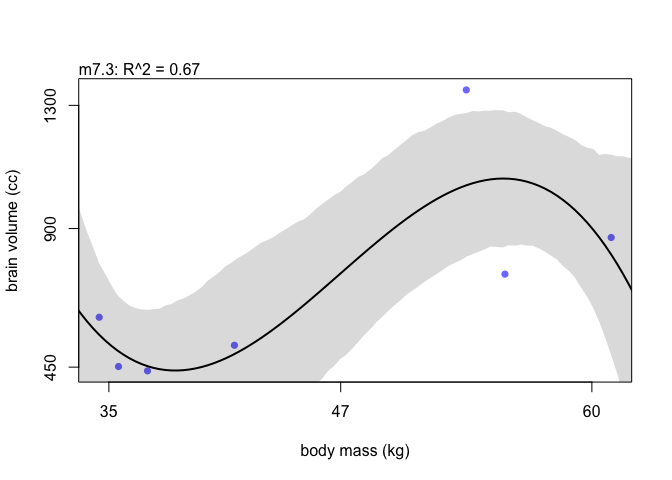 m7.3: R^2 = 0.67
1300
900
450
brain volume (cc)
35 47 60
body mass (kg)